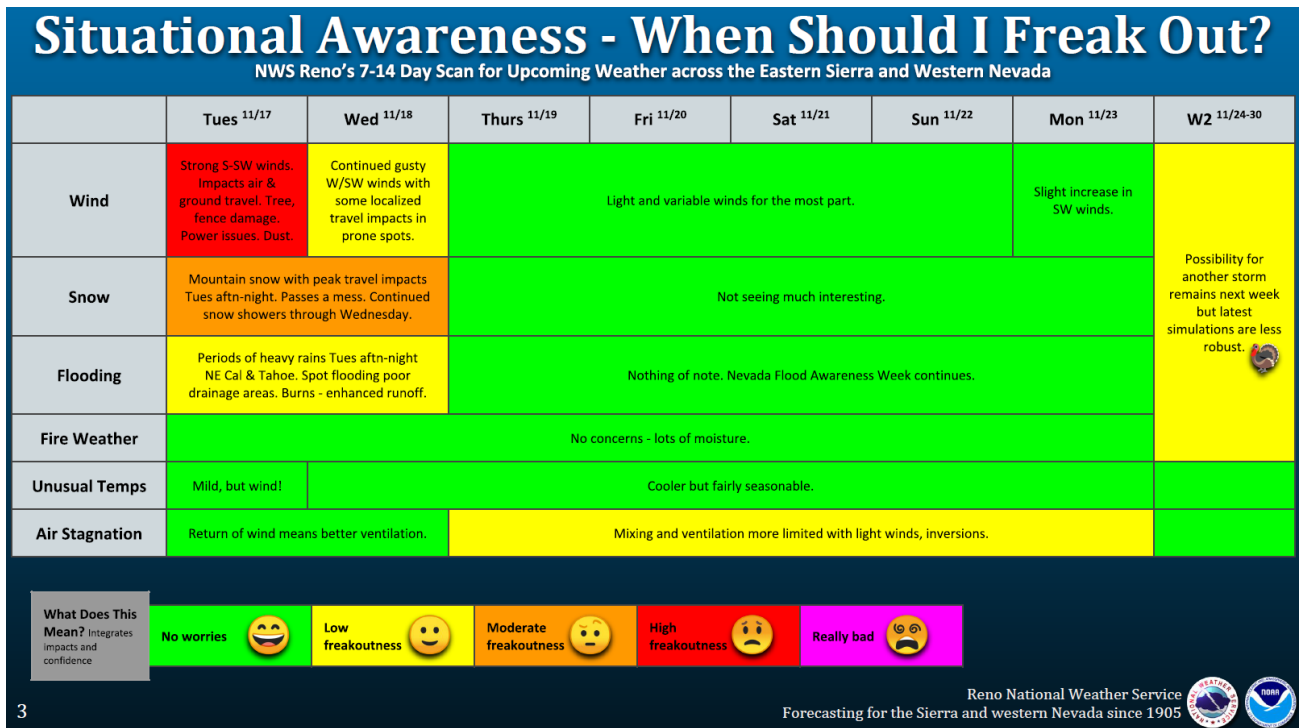 Situational Awareness - When Should I Freak Out?
NWS Reno's 7-14 Day Scan for Upcoming Weather across the Eastern Sierra and Western Nevada
Tues 11/17
Wed 11/18
Thurs 11/19
Fri 11/20
Sat 11/21
Sun 11/22
Mon 11/23
W2 11/24-30
Wind
Strong S-SW winds.
Impacts air &
ground travel. Tree,
fence damage.
Power issues. Dust.
Continued gusty
W/SW winds with
some localized
travel impacts in
prone spots.
Light and variable winds for the most part.
Slight increase in
SW winds.
Possibility for
another storm
remains next week
but latest
simulations are less
robust.
Snow
Mountain snow with peak travel impacts
Tues aftn-night. Passes a mess. Continued
snow showers through Wednesday.
Not seeing much interesting.
Flooding
Periods of heavy rains Tues aftn-night
NE Cal & Tahoe. Spot flooding poor
drainage areas. Burns - enhanced runoff.
Nothing of note. Nevada Flood Awareness Week continues.
Fire Weather
No concerns - lots of moisture.
Unusual Temps
Mild, but wind!
Cooler but fairly seasonable.
Air Stagnation
Return of wind means better ventilation.
Mixing and ventilation more limited with light winds, inversions.
What Does This
Mean? Integrates
impacts and
confidence
No worries
Low
freakoutness
Moderate
freakoutness
High
freakoutness
Really bad
3
Reno National Weather Service
Forecasting for the Sierra and western Nevada since 1905
NOAA